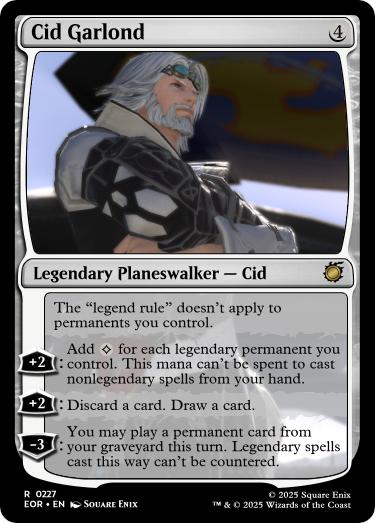 Cid Garlond 4
Legendary Planeswalker — Cid
The “legend rule” doesn’t apply to
permanents you control.
Add for each legendary permanent you
+2: control. This mana can’t be spent to cast
nonlegendary spells from your hand.
+2: Discard a card. Draw a card.
You may play a permanent card from
-3: your graveyard this turn. Legendary spells
cast this way can’t be countered.
R 0227 © 2025 Square Enix
EOR • EN Square Enix ™ & © 2025 Wizards of the Coast